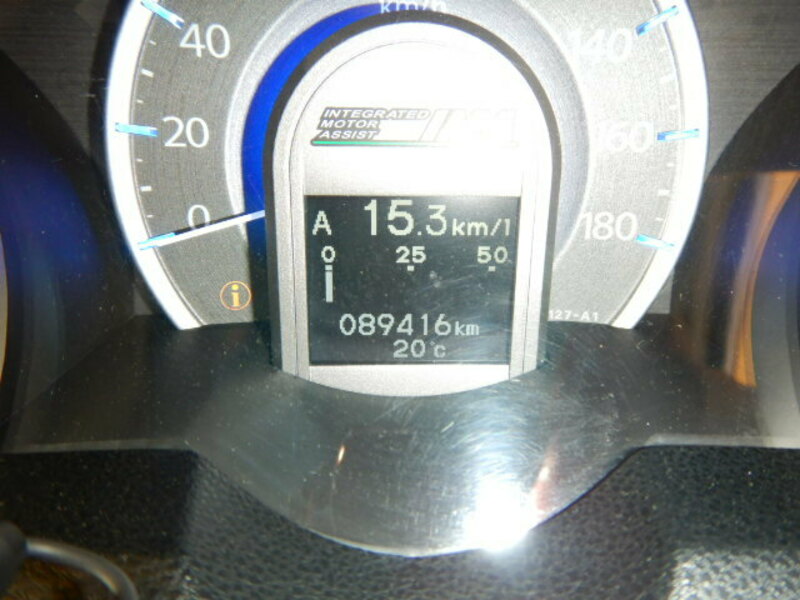 km/h
40
140
20
160
0
180
INTEGRATED
MOTOR
ASSIST
A 15.3 km/l
0 25 50
i
127-A1
089416 km
20°c